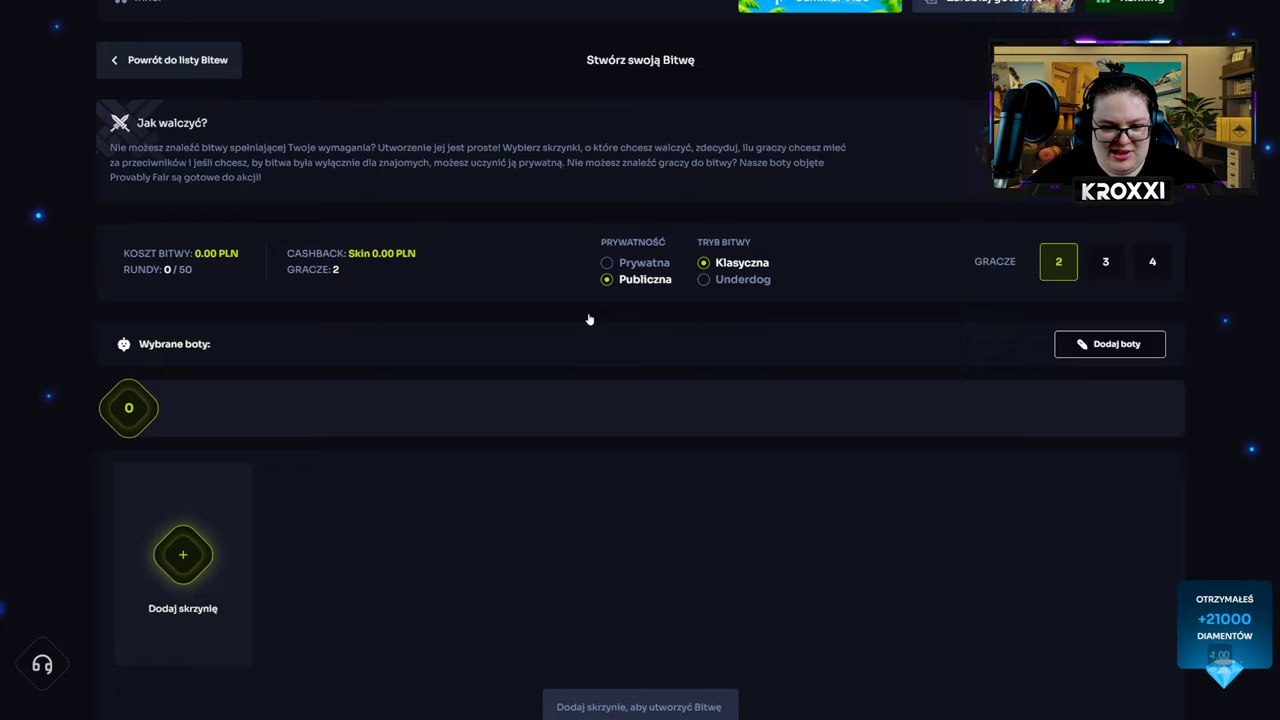 Powrót do listy Bitew
Stwórz swoją Bitwę
Jak walczyć?
Nie możesz znaleźć bitwy spełniającej Twoje wymagania? Utworzenie jej jest proste! Wybierz skrzynki, o które chcesz walczyć, zdecyduj, ilu graczy chcesz mieć
za przeciwników i jeśli chcesz, by bitwa była wyłącznie dla znajomych, możesz uczynić ją prywatną. Nie możesz znaleźć graczy do bitwy? Nasze boty objęte
Provably Fair są gotowe do akcji!
KROXXI
KOSZT BITWY: 0.00 PLN
RUNDY: 0 / 50
CASHBACK: Skin 0.00 PLN
GRACZE: 2
PRYWATNOŚĆ
Prywatna
Publiczna
TRYB BITWY
Klasyczna
Underdog
GRACZE 2 3 4
Wybrane boty:
Dodaj boty
0
+
Dodaj skrzynię
OTRZYMAŁEŚ
+21000
DIAMENTÓW
4.00
Dodaj skrzynie, aby utworzyć Bitwę